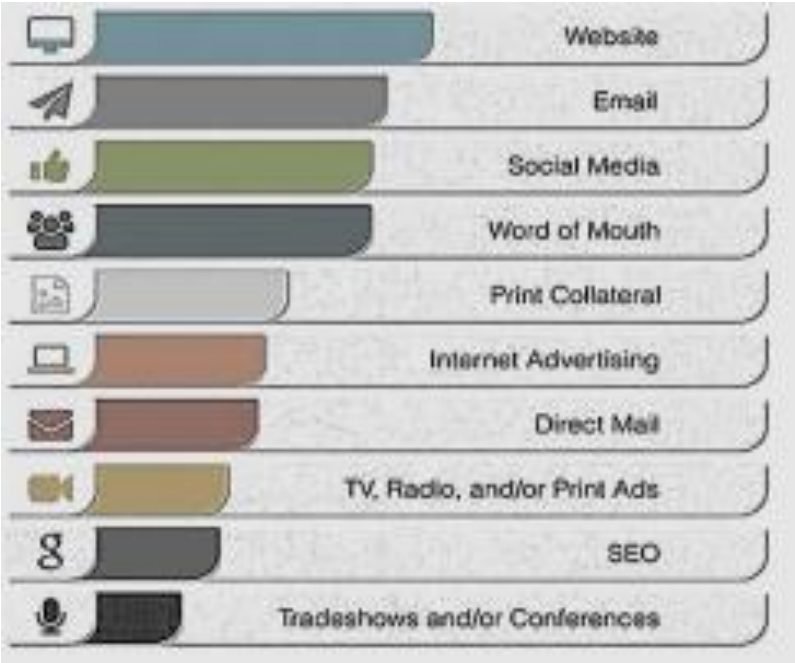 Website
Email
Social Media
Word of Mouth
Print Collateral
Internet Advertising
Direct Mail
TV, Radio, and/or Print Ads
SEO
Tradeshows and/or Conferences